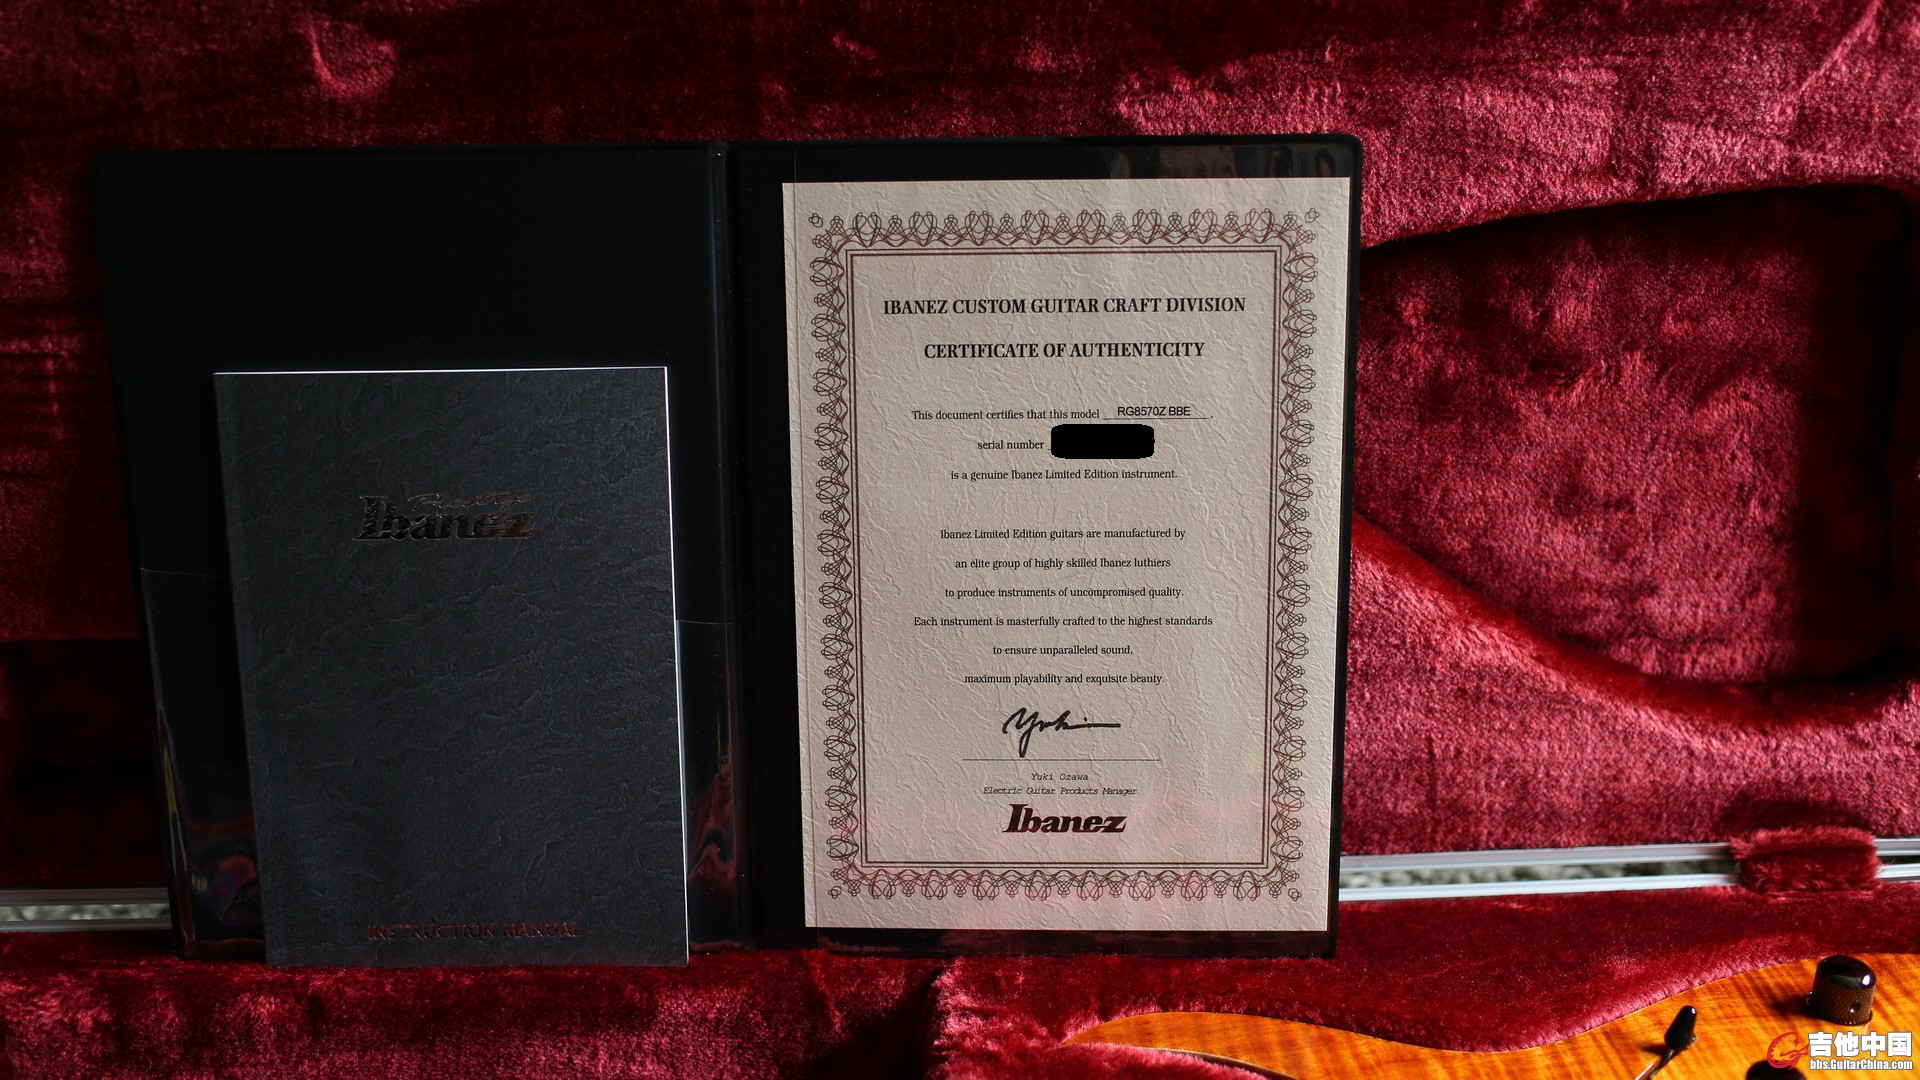 Prestige
Ibanez
INSTRUCTION MANUAL
IBANEZ CUSTOM GUITAR CRAFT DIVISION
CERTIFICATE OF AUTHENTICITY
This document certifies that this model RG8570Z BBE.
serial number
is a genuine Ibanez Limited Edition instrument.
Ibanez Limited Edition guitars are manufactured by
an elite group of highly skilled Ibanez luthiers
to produce instruments of uncompromised quality.
Each instrument is masterfully crafted to the highest standards
to ensure unparalleled sound,
maximum playability and exquisite beauty.
Yuki
Yuki Ozawa
Electric Guitar Products Manager
Ibanez
吉他中国
bbs.GuitarChina.com